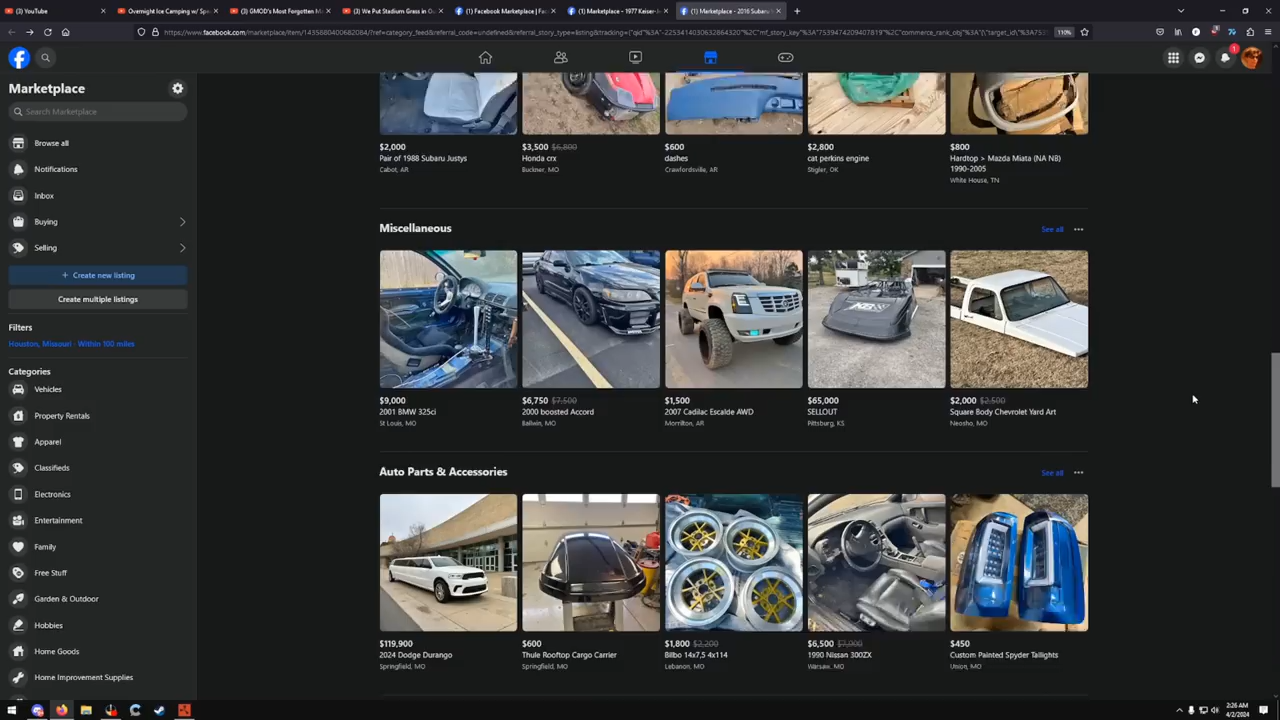 (3) YouTube
Overnight Ice Camping w/ Spe
(3) GMOD's Most Forgotten M
(3) We Put Stadium Grass in O
(1) Facebook Marketplace | Fac
(1) Marketplace - 1977 Keiser-J
(1) Marketplace - 2016 Subaru
110%
Marketplace
Search Marketplace
Browse all
Notifications
Inbox
Buying
Selling
+ Create new listing
Create multiple listings
Filters
Houston, Missouri · Within 100 miles
Categories
Vehicles
Property Rentals
Apparel
Classifieds
Electronics
Entertainment
Family
Free Stuff
Garden & Outdoor
Hobbies
Home Goods
Home Improvement Supplies
$2,000
Pair of 1988 Subaru Justys
Cabot, AR
$3,500 $6,800
Honda crx
Buckner, MO
$600
dashes
Crawfordsville, AR
$2,800
cat perkins engine
Stigler, OK
$800
Hardtop > Mazda Miata (NA NB)
1990-2005
White House, TN
Miscellaneous
See all
$9,000
2001 BMW 325ci
St Louis, MO
$6,750 $7,500
2000 boosted Accord
Ballwin, MO
$1,500
2007 Cadilac Escalde AWD
Morrilton, AR
$65,000
SELLOUT
Pittsburg, KS
$2,000 $2,500
Square Body Chevrolet Yard Art
Neosho, MO
Auto Parts & Accessories
See all
$119,900
2024 Dodge Durango
Springfield, MO
$600
Thule Rooftop Cargo Carrier
Springfield, MO
$1,800 $2,200
Bilbo 14x7,5 4x114
Lebanon, MO
$6,500 $7,900
1990 Nissan 300ZX
Warsaw, MO
$450
Custom Painted Spyder Taillights
Union, MO
2:26 AM
4/2/2024